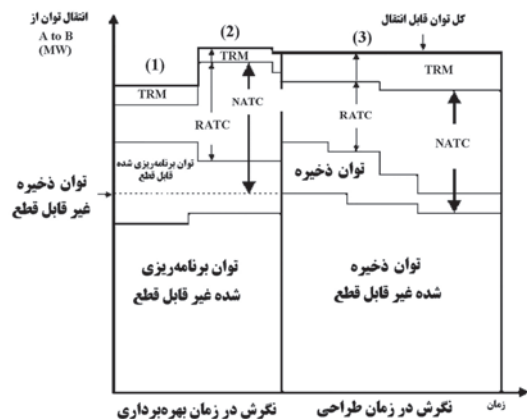 انتقال توان از
A to B
(MW)
(1)
(2)
(3)
کل توان قابل انتقال
TRM
TRM
TRM
NATC
RATC
RATC
NATC
توان برنامه‌ریزی شده
قابل قطع
توان ذخیره
توان ذخیره
غیر قابل قطع
توان برنامه‌ریزی
شده غیر قابل قطع
توان ذخیره
شده غیر قابل قطع
زمان
نگرش در زمان بهره‌برداری
نگرش در زمان طراحی